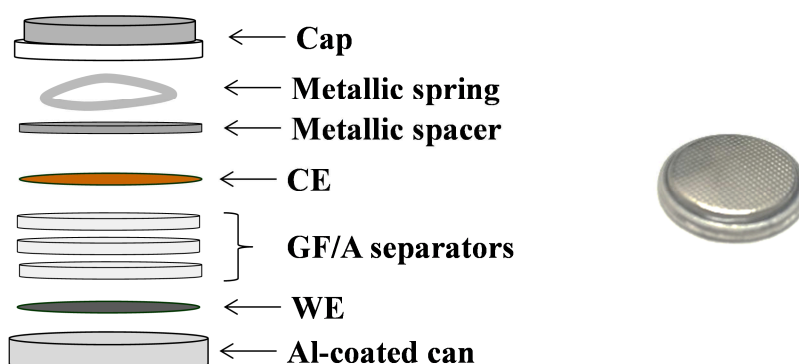 Cap
Metallic spring
Metallic spacer
CE
GF/A separators
WE
Al-coated can